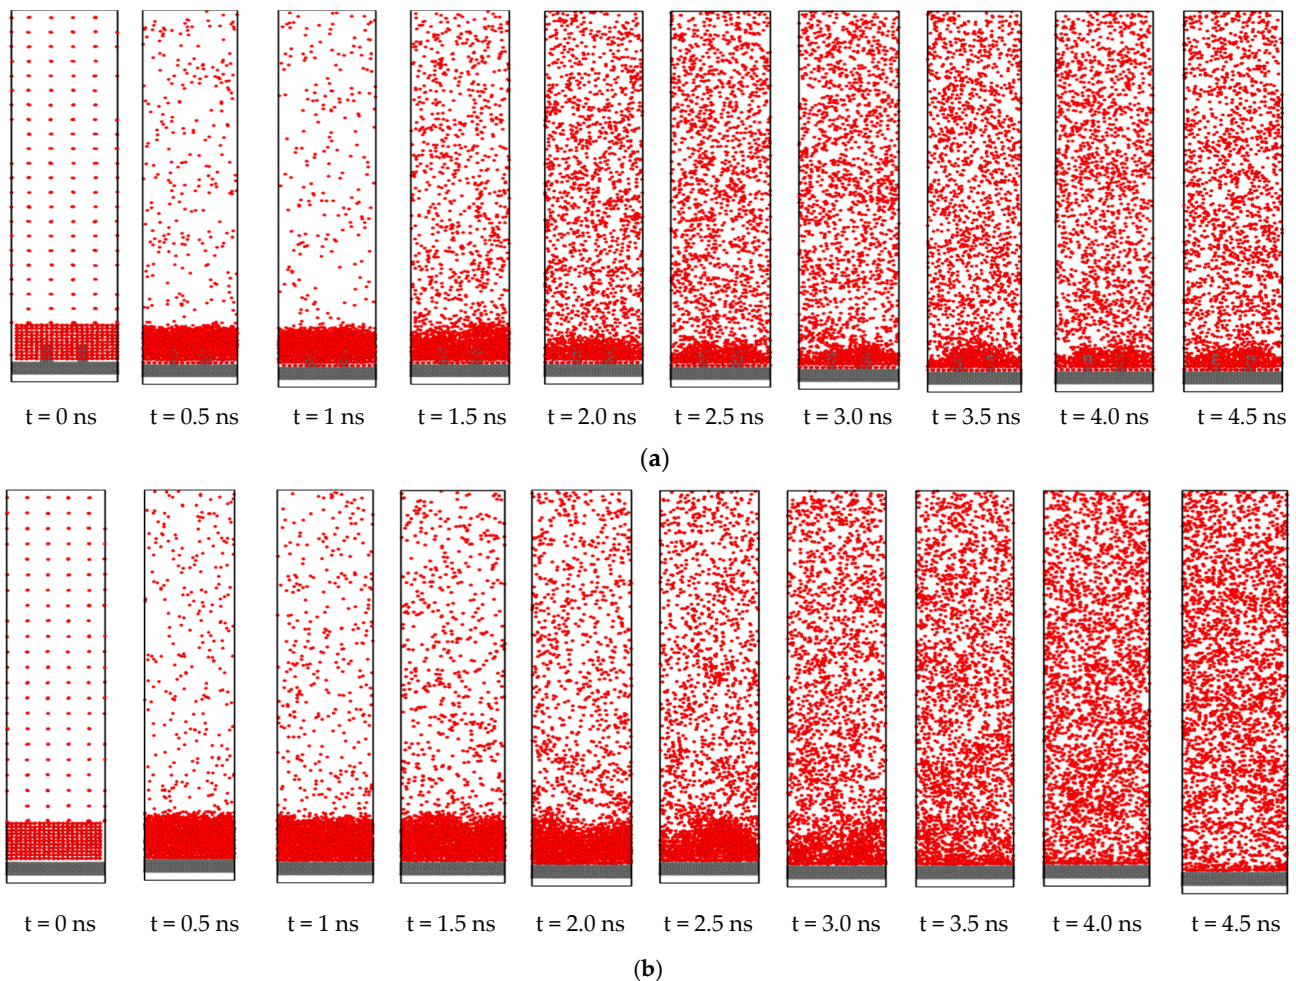 t = 0 ns t = 0.5 ns t = 1 ns t = 1.5 ns t = 2.0 ns t = 2.5 ns t = 3.0 ns t = 3.5 ns t = 4.0 ns t = 4.5 ns
(a)
t = 0 ns t = 0.5 ns t = 1 ns t = 1.5 ns t = 2.0 ns t = 2.5 ns t = 3.0 ns t = 3.5 ns t = 4.0 ns t = 4.5 ns
(b)